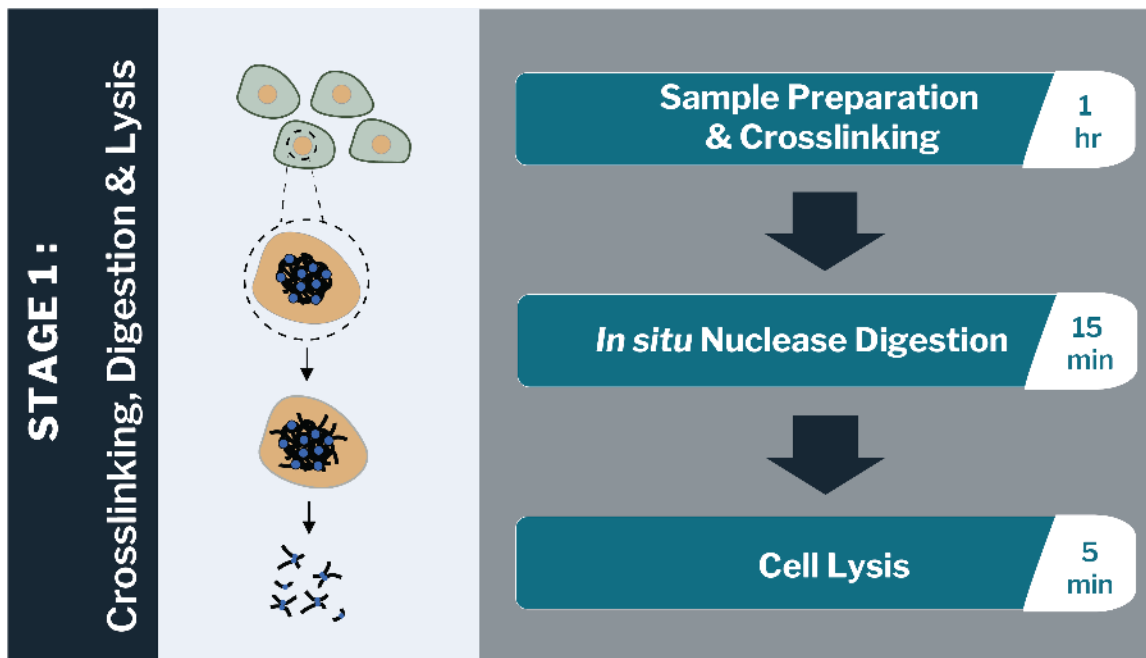 STAGE 1:
Crosslinking, Digestion & Lysis
Sample Preparation
& Crosslinking
1
hr
In situ Nuclease Digestion
15
min
Cell Lysis
5
min